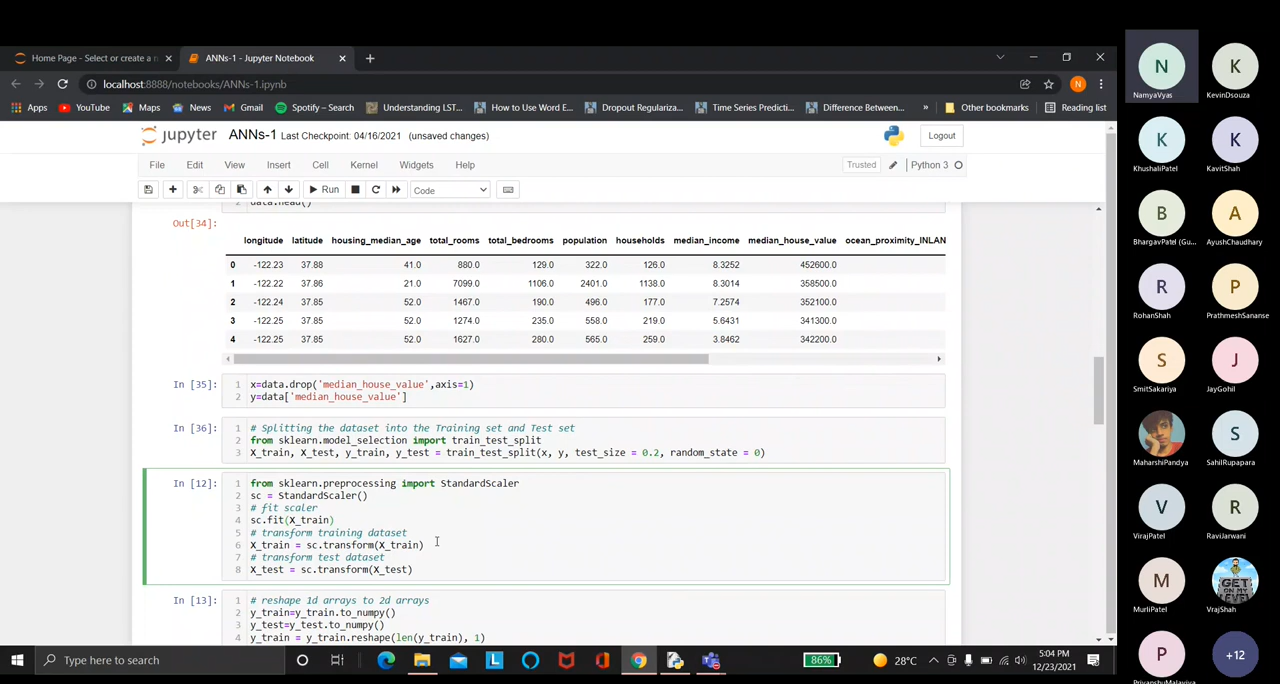 Home Page - Select or create a n
ANNs-1 - Jupyter Notebook
localhost:8888/notebooks/ANNs-1.ipynb
Apps YouTube Maps News Gmail Spotify – Search Understanding LST... How to Use Word E... Dropout Regulariza... Time Series Predicti... Difference Between... » Other bookmarks Reading list
jupyter ANNs-1 Last Checkpoint: 04/16/2021 (unsaved changes) Logout
File Edit View Insert Cell Kernel Widgets Help Trusted Python 3
Run Code
2 data.head()
Out[34]:
longitude latitude housing_median_age total_rooms total_bedrooms population households median_income median_house_value ocean_proximity_INLAN
0 -122.23 37.88 41.0 880.0 129.0 322.0 126.0 8.3252 452600.0
1 -122.22 37.86 21.0 7099.0 1106.0 2401.0 1138.0 8.3014 358500.0
2 -122.24 37.85 52.0 1467.0 190.0 496.0 177.0 7.2574 352100.0
3 -122.25 37.85 52.0 1274.0 235.0 558.0 219.0 5.6431 341300.0
4 -122.25 37.85 52.0 1627.0 280.0 565.0 259.0 3.8462 342200.0
In [35]: 1 x=data.drop('median_house_value',axis=1)
2 y=data['median_house_value']
In [36]: 1 # Splitting the dataset into the Training set and Test set
2 from sklearn.model_selection import train_test_split
3 X_train, X_test, y_train, y_test = train_test_split(x, y, test_size = 0.2, random_state = 0)
In [12]: 1 from sklearn.preprocessing import StandardScaler
2 sc = StandardScaler()
3 # fit scaler
4 sc.fit(X_train)
5 # transform training dataset
6 X_train = sc.transform(X_train)
7 # transform test dataset
8 X_test = sc.transform(X_test)
In [13]: 1 # reshape 1d arrays to 2d arrays
2 y_train=y_train.to_numpy()
3 y_test=y_test.to_numpy()
4 y_train = y_train.reshape(len(y_train), 1)
Type here to search
L
86%
28°C
5:04 PM
12/23/2021
N
N K
NamyaVyas KevinDsouza
K K
KhushaliPatel KavitShah
B A
BhargavPatel (Gu... AyushChaudhary
R P
RohanShah PrathmeshSananse
S J
SmitSakariya JayGohil
S
MaharshiPandya SahilRupapara
V R
VirajPatel RaviJarwani
M GET ON MY LEVEL
MurliPatel VrajShah
P +12
PriyanshuMalaviya